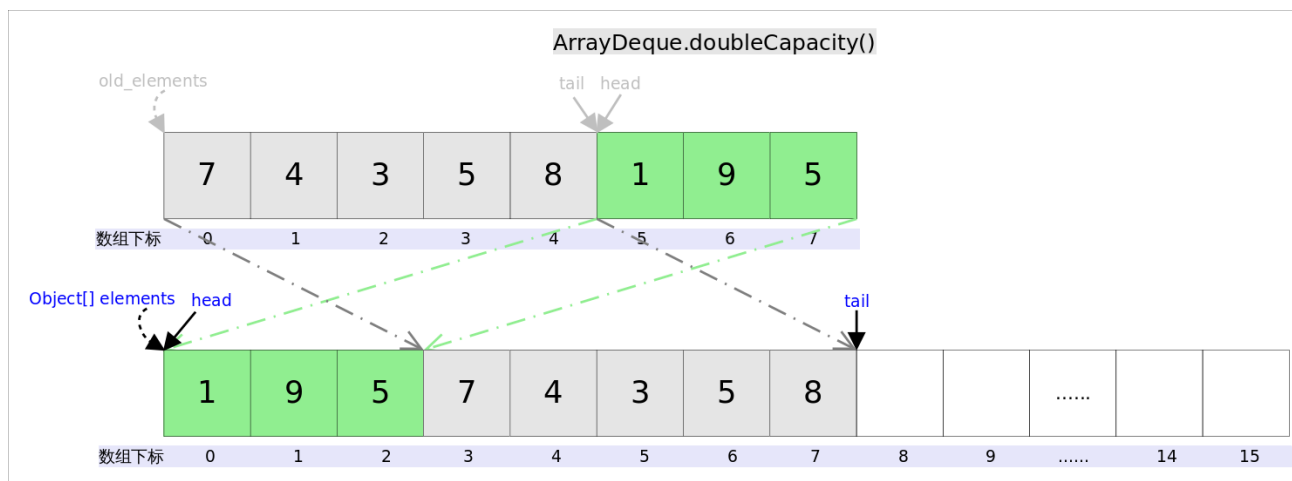 ArrayDeque.doubleCapacity()
old_elements
tail head
7 4 3 5 8 1 9 5
数组下标 0 1 2 3 4 5 6 7
Object[] elements head
tail
1 9 5 7 4 3 5 8 ......
数组下标 0 1 2 3 4 5 6 7 8 9 ...... 14 15